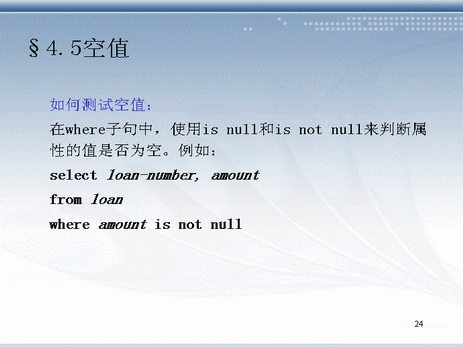 §4.5空值
如何测试空值：
在where子句中，使用is null和is not null来判断属
性的值是否为空。例如：
select loan-number, amount
from loan
where amount is not null
24